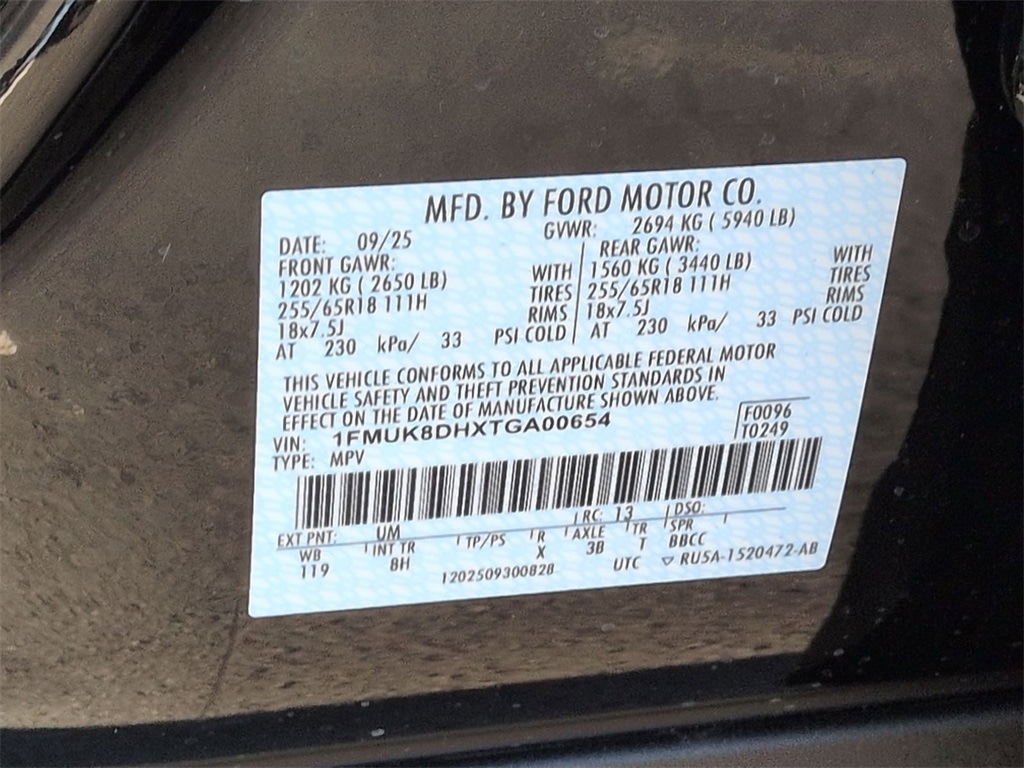 MFD. BY FORD MOTOR CO.
DATE: 09/25 GVWR: 2694 KG ( 5940 LB)
FRONT GAWR: REAR GAWR:
1202 KG ( 2650 LB) WITH 1560 KG ( 3440 LB) WITH
255/65R18 111H TIRES 255/65R18 111H TIRES
18x7.5J RIMS 18x7.5J RIMS
AT 230 kPa/ 33 PSI COLD AT 230 kPa/ 33 PSI COLD
THIS VEHICLE CONFORMS TO ALL APPLICABLE FEDERAL MOTOR
VEHICLE SAFETY AND THEFT PREVENTION STANDARDS IN
EFFECT ON THE DATE OF MANUFACTURE SHOWN ABOVE.
VIN: 1FMUK8DHXTGA00654 F0096
TYPE: MPV T0249
EXT PNT: UM RC: 13 DSO:
WB INT TR TP/PS R AXLE TR SPR
119 8H X 3B T BBCC
1202509300828 UTC ▽ RU5A-1520472-AB